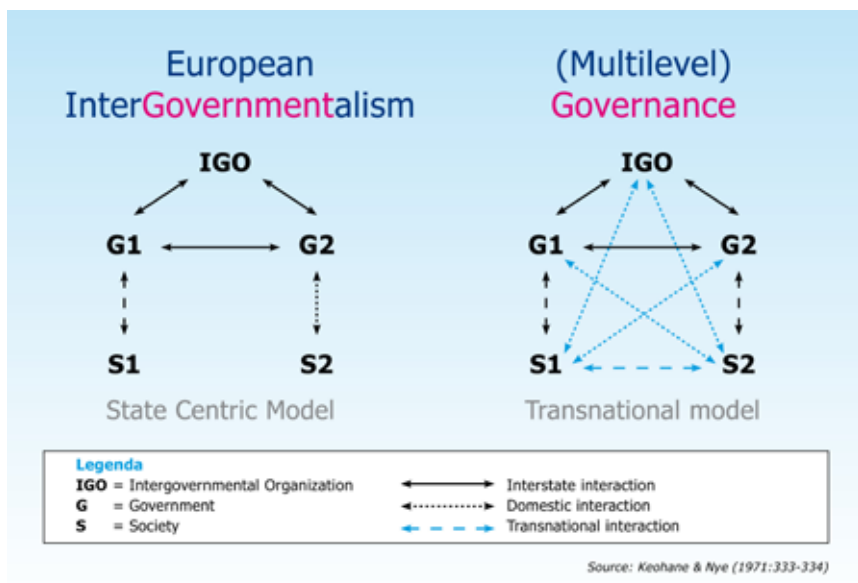 European
InterGovernmentalism
IGO
G1
G2
S1
S2
State Centric Model
(Multilevel)
Governance
IGO
G1
G2
S1
S2
Transnational model
Legenda
IGO = Intergovernmental Organization
G = Government
S = Society
Interstate interaction
Domestic interaction
Transnational interaction
Source: Keohane & Nye (1971:333-334)